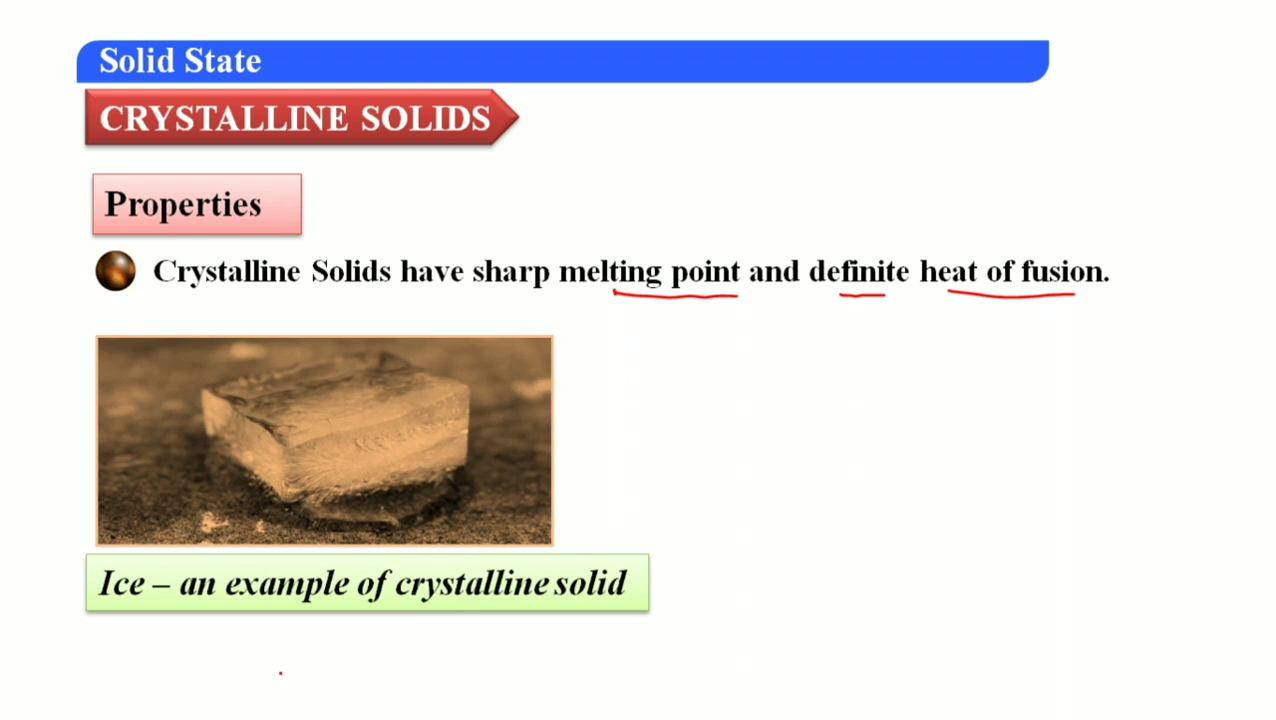 Solid State
CRYSTALLINE SOLIDS
Properties
Crystalline Solids have sharp melting point and definite heat of fusion.
Ice – an example of crystalline solid